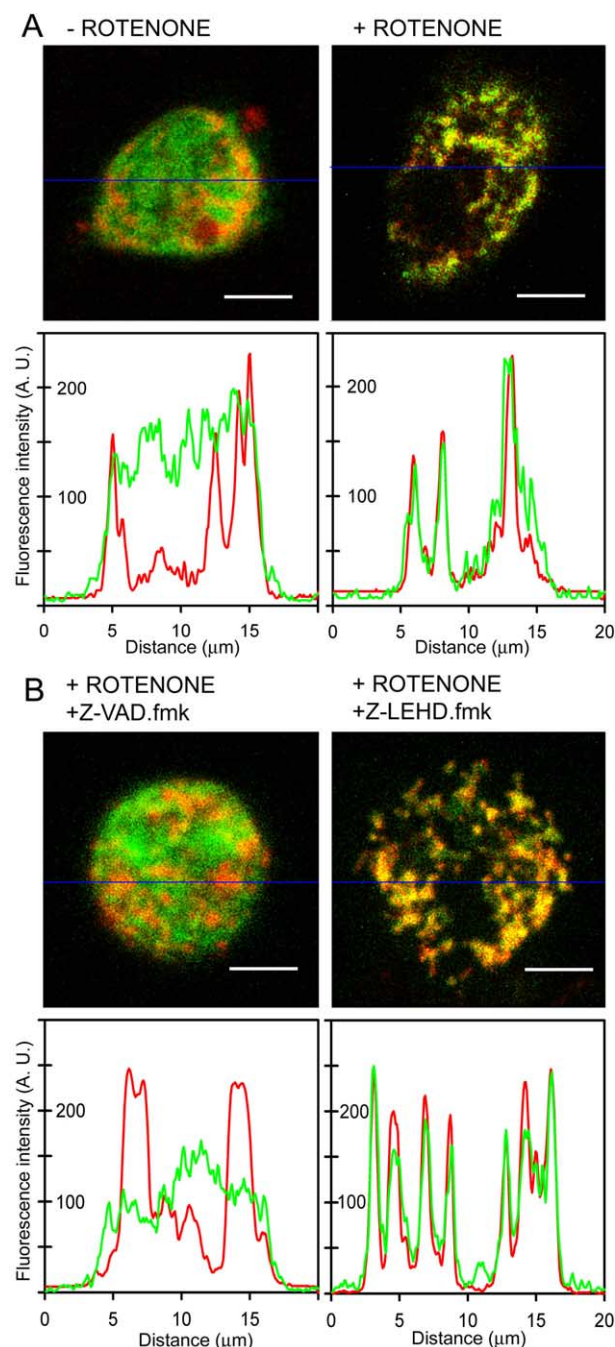 A
- ROTENONE
+ ROTENONE
Fluorescence intensity (A. U.)
200
100
200
100
0 5 10 15
0 5 10 15 20
Distance (μm)
Distance (μm)
B
+ ROTENONE
+Z-VAD.fmk
+ ROTENONE
+Z-LEHD.fmk
Fluorescence intensity (A. U.)
200
100
200
100
0 5 10 15
0 5 10 15 20
Distance (μm)
Distance (μm)